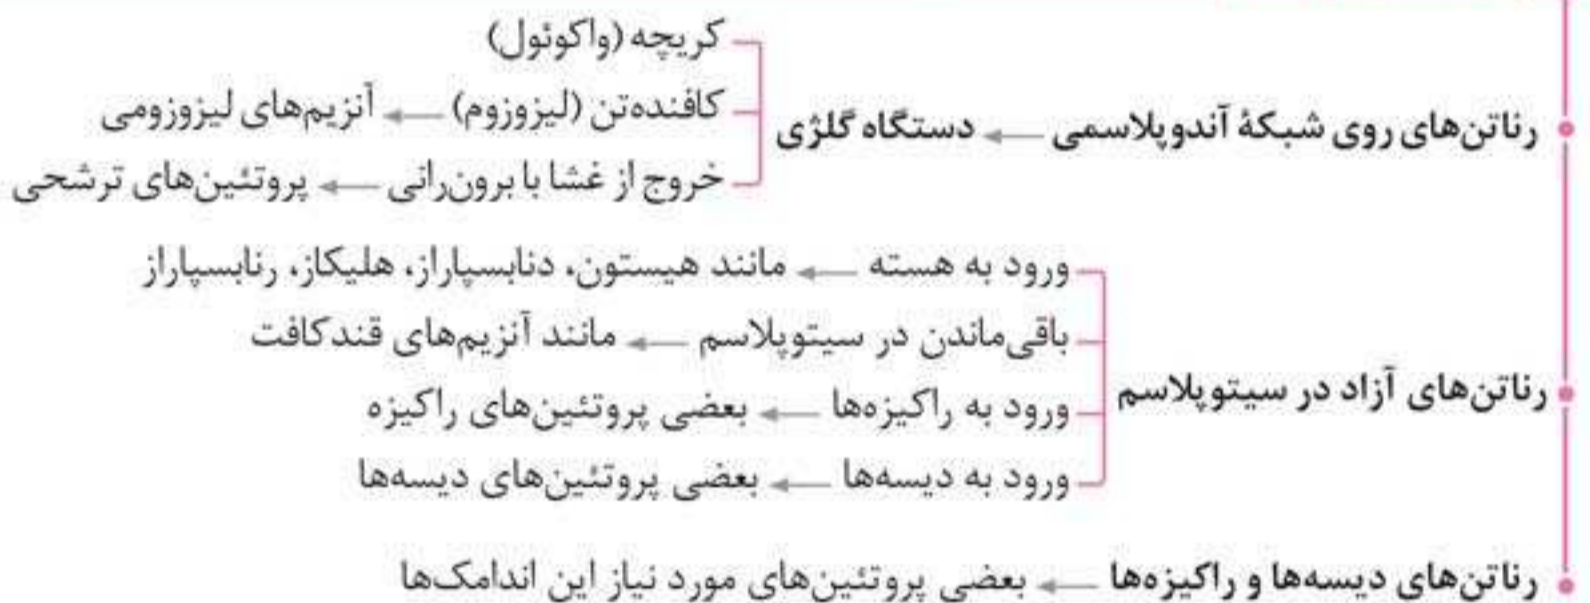 کریچه (واکوئول)
رناتن‌های روی شبکهٔ آندوپلاسمی ← دستگاه گلژی کافنده‌تن (لیزوزوم) ← آنزیم‌های لیزوزومی
خروج از غشا با برون‌رانی ← پروتئین‌های ترشحی
ورود به هسته ← مانند هیستون، دنابسپاراز، هلیکاز، رنابسپاراز
باقی‌ماندن در سیتوپلاسم ← مانند آنزیم‌های قندکافت
رناتن‌های آزاد در سیتوپلاسم
ورود به راکیزه‌ها ← بعضی پروتئین‌های راکیزه
ورود به دیسه‌ها ← بعضی پروتئین‌های دیسه‌ها
رناتن‌های دیسه‌ها و راکیزه‌ها ← بعضی پروتئین‌های مورد نیاز این اندامک‌ها